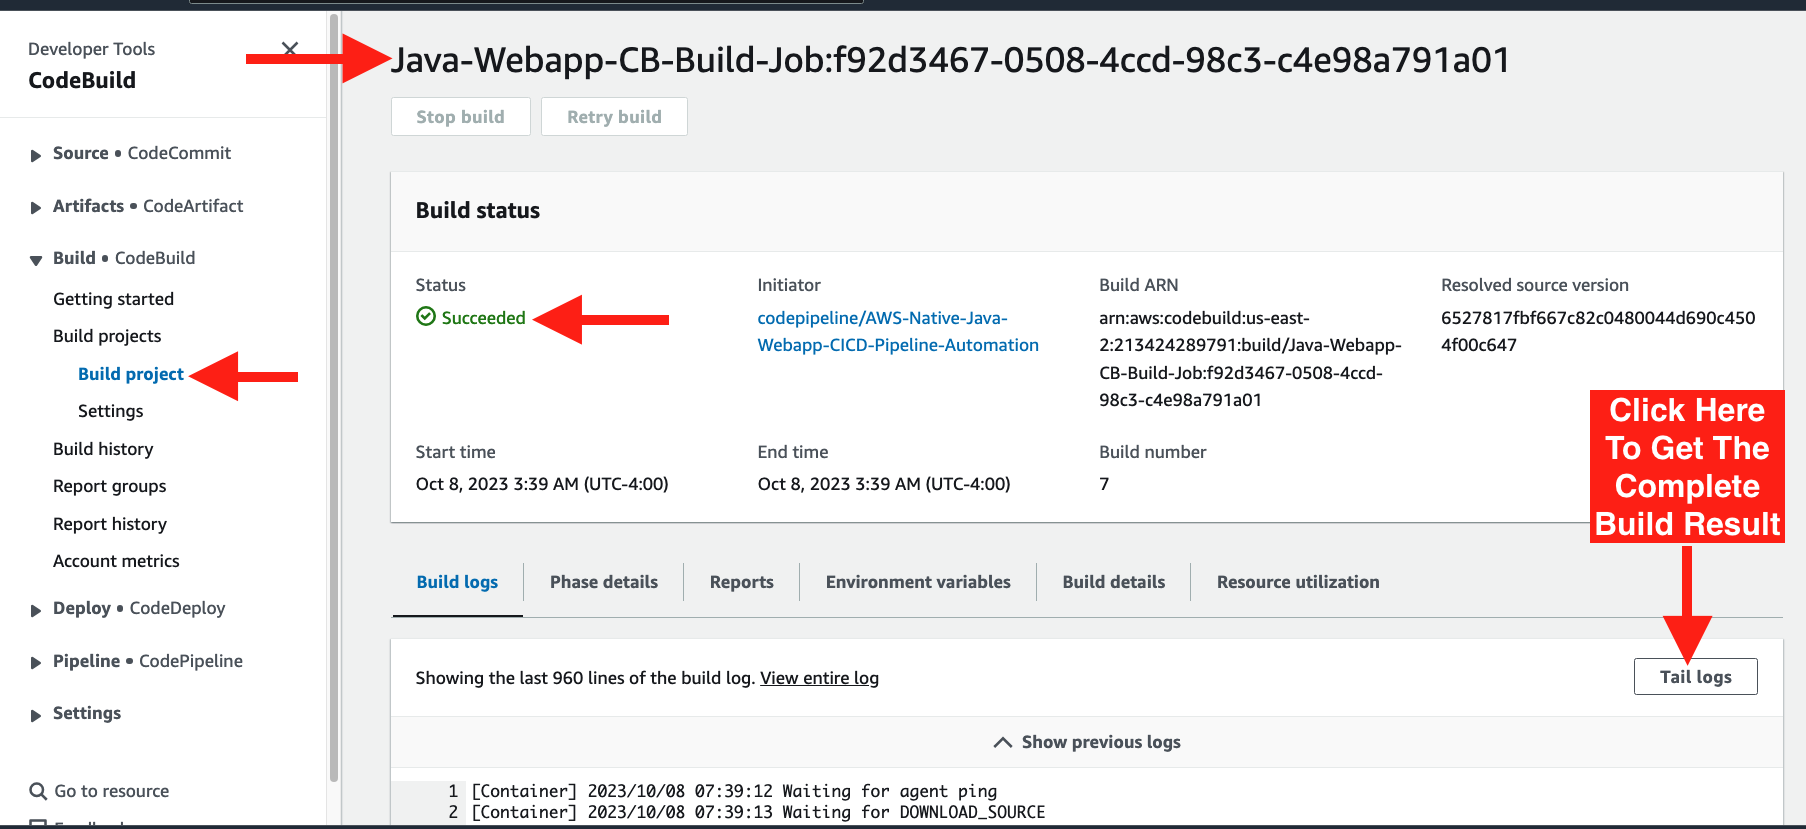 Developer Tools
CodeBuild
Source • CodeCommit
Artifacts • CodeArtifact
Build • CodeBuild
Getting started
Build projects
Build project
Settings
Build history
Report groups
Report history
Account metrics
Deploy • CodeDeploy
Pipeline • CodePipeline
Settings
Go to resource
Java-Webapp-CB-Build-Job:f92d3467-0508-4ccd-98c3-c4e98a791a01
Stop build
Retry build
Build status
Status
Succeeded
Initiator
codepipeline/AWS-Native-Java-
Webapp-CICD-Pipeline-Automation
Build ARN
arn:aws:codebuild:us-east-
2:213424289791:build/Java-Webapp-
CB-Build-Job:f92d3467-0508-4ccd-
98c3-c4e98a791a01
Resolved source version
6527817fbf667c82c0480044d690c450
4f00c647
Start time
Oct 8, 2023 3:39 AM (UTC-4:00)
End time
Oct 8, 2023 3:39 AM (UTC-4:00)
Build number
7
Click Here
To Get The
Complete
Build Result
Build logs
Phase details
Reports
Environment variables
Build details
Resource utilization
Showing the last 960 lines of the build log. View entire log
Tail logs
Show previous logs
1 [Container] 2023/10/08 07:39:12 Waiting for agent ping
2 [Container] 2023/10/08 07:39:13 Waiting for DOWNLOAD_SOURCE